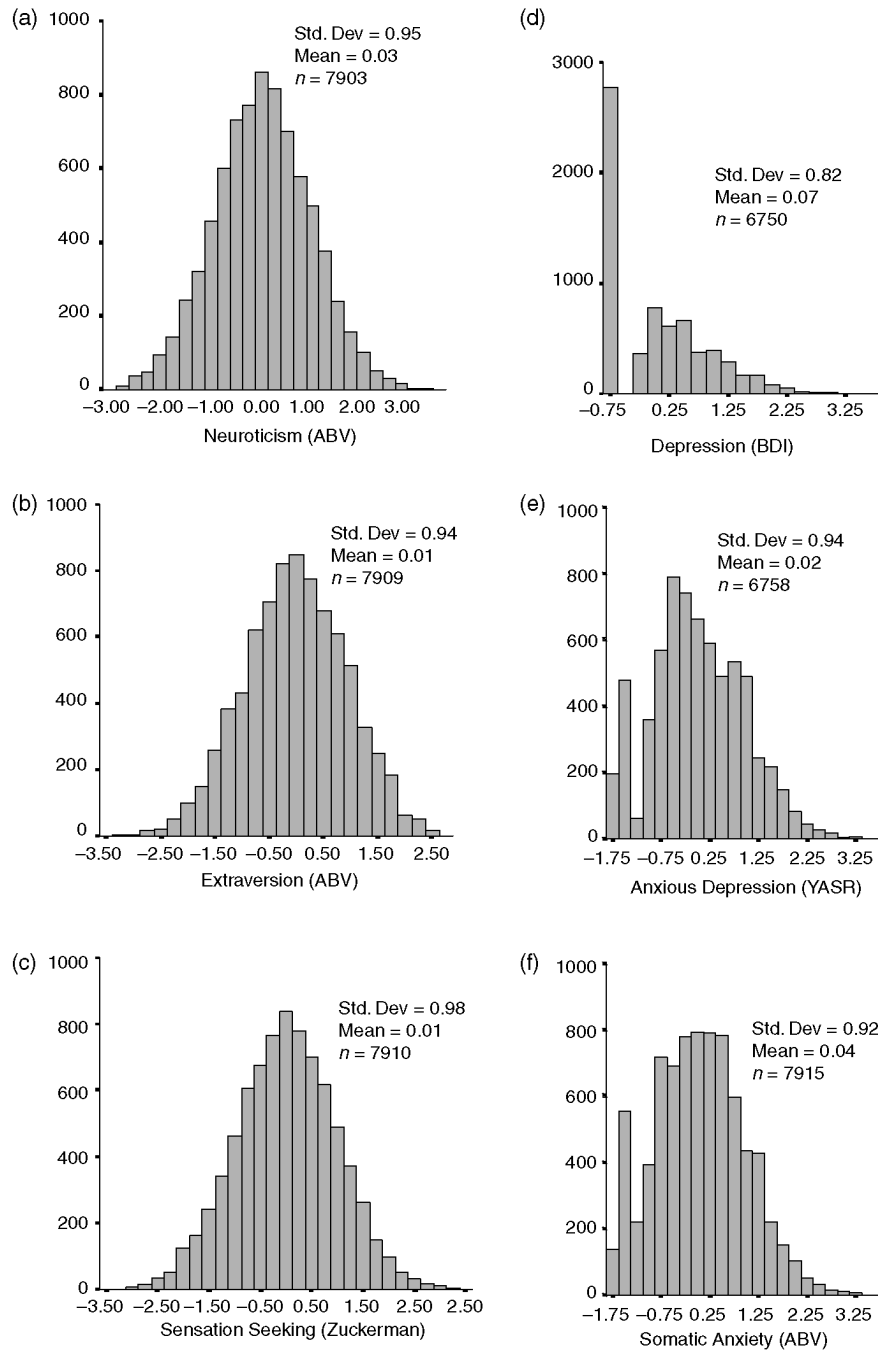 (a)
1000
800
600
400
200
0
Std. Dev = 0.95
Mean = 0.03
n = 7903
−3.00 −2.00 −1.00 0.00 1.00 2.00 3.00
Neuroticism (ABV)
(b)
1000
800
600
400
200
0
Std. Dev = 0.94
Mean = 0.01
n = 7909
−3.50 −2.50 −1.50 −0.50 0.50 1.50 2.50
Extraversion (ABV)
(c)
1000
800
600
400
200
0
Std. Dev = 0.98
Mean = 0.01
n = 7910
−3.50 −2.50 −1.50 −0.50 0.50 1.50 2.50 2.50
Sensation Seeking (Zuckerman)
(d)
3000
2000
1000
0
Std. Dev = 0.82
Mean = 0.07
n = 6750
−0.75 0.25 1.25 2.25 3.25
Depression (BDI)
(e)
1000
800
600
400
200
0
Std. Dev = 0.94
Mean = 0.02
n = 6758
−1.75 −0.75 0.25 1.25 2.25 3.25
Anxious Depression (YASR)
(f)
1000
800
600
400
200
0
Std. Dev = 0.92
Mean = 0.04
n = 7915
−1.75 −0.75 0.25 1.25 2.25 3.25
Somatic Anxiety (ABV)